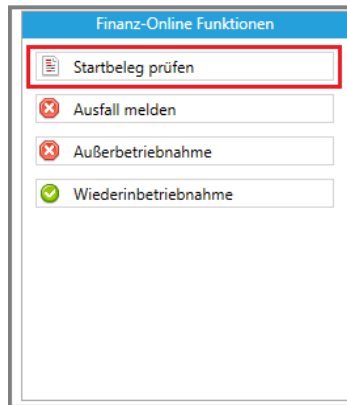 Finanz-Online Funktionen
Startbeleg prüfen
Ausfall melden
Außerbetriebnahme
Wiederinbetriebnahme